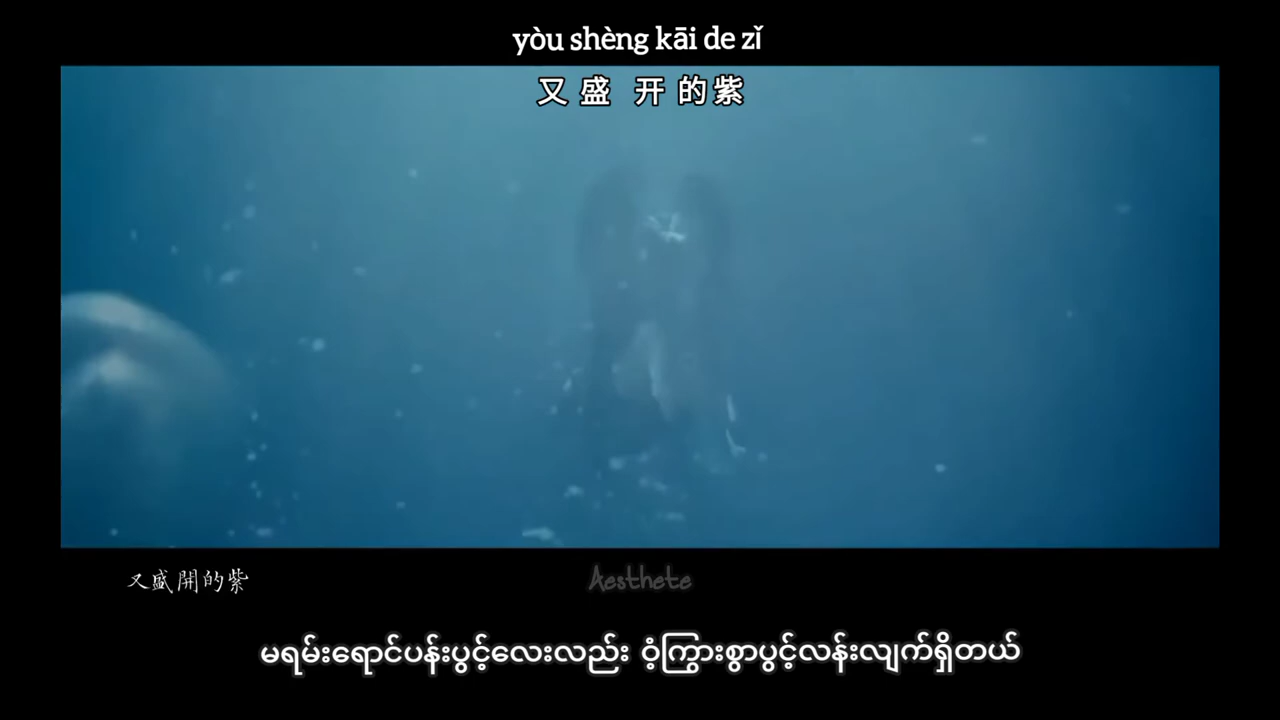 yòu shèng kāi de zǐ
又盛 开的紫
又盛開的紫
Aesthete
မရမ်းရောင်ပန်းပွင့်လေးလည်း ဝံ့ကြွားစွာပွင့်လန်းလျက်ရှိတယ်